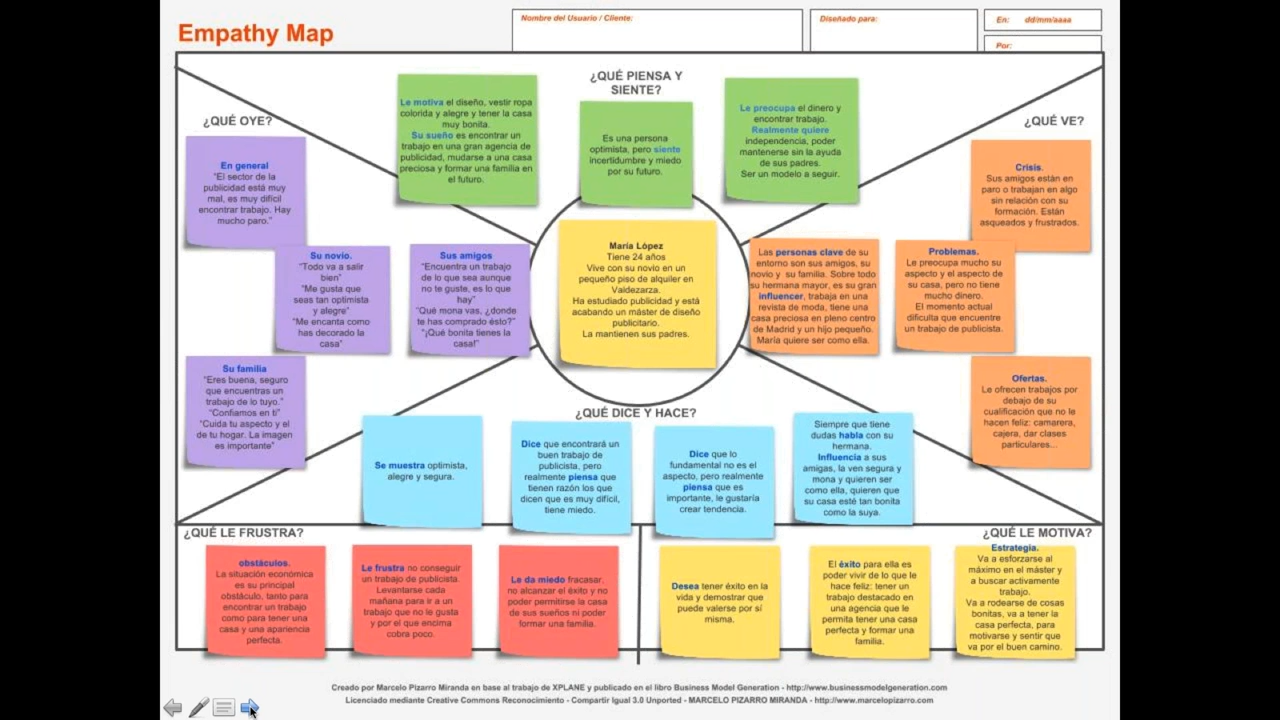 Empathy Map
Nombre del Usuario / Cliente:
Diseñado para:
En: dd/mm/aaaa
Por:
¿QUÉ PIENSA Y
SIENTE?
Le motiva el diseño, vestir ropa
colorida y alegre y tener la casa
muy bonita.
Su sueño es encontrar un
trabajo en una gran agencia de
publicidad, mudarse a una casa
preciosa y formar una familia en
el futuro.
Es una persona
optimista, pero siente
incertidumbre y miedo
por su futuro.
Le preocupa el dinero y
encontrar trabajo.
Realmente quiere
independencia, poder
mantenerse sin la ayuda
de sus padres.
Ser un modelo a seguir.
¿QUÉ OYE?
En general
"El sector de la
publicidad está muy
mal, es muy difícil
encontrar trabajo. Hay
mucho paro."
Su novio.
"Todo va a salir
bien"
"Me gusta que
seas tan optimista
y alegre"
"Me encanta como
has decorado la
casa"
Sus amigos
"Encuentra un trabajo
de lo que sea aunque
no te guste, es lo que
hay"
"Qué mona vas, ¿donde
te has comprado ésto?"
"¡Qué bonita tienes la
casa!"
Su familia
"Eres buena, seguro
que encuentras un
trabajo de lo tuyo."
"Confiamos en ti"
"Cuida tu aspecto y el
de tu hogar. La imagen
es importante"
María López
Tiene 24 años
Vive con su novio en un
pequeño piso de alquiler en
Valdezarza.
Ha estudiado publicidad y está
acabando un máster de diseño
publicitario.
La mantienen sus padres.
¿QUÉ VE?
Crisis.
Sus amigos están en
paro o trabajan en algo
sin relación con su
formación. Están
asqueados y frustrados.
Las personas clave de su
entorno son sus amigos, su
novio y su familia. Sobre todo
su hermana mayor, es su gran
influencer, trabaja en una
revista de moda, tiene una
casa preciosa en pleno centro
de Madrid y un hijo pequeño.
María quiere ser como ella.
Problemas.
Le preocupa mucho su
aspecto y el aspecto de
su casa, pero no tiene
mucho dinero.
El momento actual
dificulta que encuentre
un trabajo de publicista.
Ofertas.
Le ofrecen trabajos por
debajo de su
cualificación que no le
hacen feliz: camarera,
cajera, dar clases
particulares...
¿QUÉ DICE Y HACE?
Se muestra optimista,
alegre y segura.
Dice que encontrará un
buen trabajo de
publicista, pero
realmente piensa que
tienen razón los que
dicen que es muy difícil,
tiene miedo.
Dice que lo
fundamental no es el
aspecto, pero realmente
piensa que es
importante, le gustaría
crear tendencia.
Siempre que tiene
dudas habla con su
hermana.
Influencia a sus
amigas, la ven segura y
mona y quieren ser
como ella, quieren que
su casa esté tan bonita
como la suya.
¿QUÉ LE FRUSTRA?
obstáculos.
La situación económica
es su principal
obstáculo, tanto para
encontrar un trabajo
como para tener una
casa y una apariencia
perfecta.
Le frustra no conseguir
un trabajo de publicista.
Levantarse cada
mañana para ir a un
trabajo que no le gusta
y por el que encima
cobra poco.
Le da miedo fracasar,
no alcanzar el éxito y no
poder permitirse la casa
de sus sueños ni poder
formar una familia.
¿QUÉ LE MOTIVA?
Desea tener éxito en la
vida y demostrar que
puede valerse por sí
misma.
El éxito para ella es
poder vivir de lo que le
hace feliz: tener un
trabajo destacado en
una agencia que le
permita tener una casa
perfecta y formar una
familia.
Estrategia.
Va a esforzarse al
máximo en el máster y
a buscar activamente
trabajo.
Va a rodearse de cosas
bonitas, va a tener la
casa perfecta, para
motivarse y sentir que
va por el buen camino.
Creado por Marcelo Pizarro Miranda en base al trabajo de XPLANE y publicado en el libro Business Model Generation - http://www.businessmodelgeneration.com
Licenciado mediante Creative Commons Reconocimiento - Compartir Igual 3.0 Unported - MARCELO PIZARRO MIRANDA - http://www.marcelopizarro.com